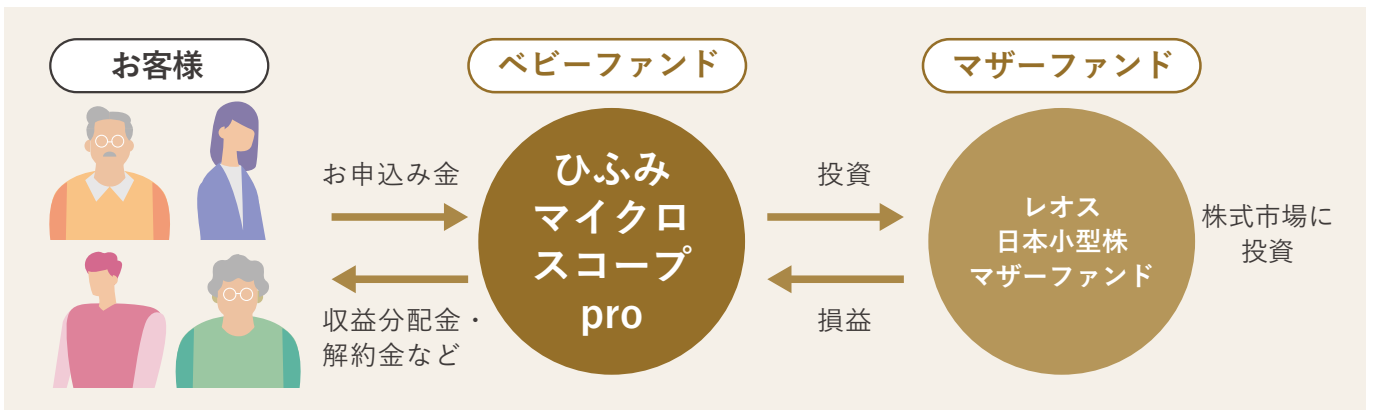 お客様
ベビーファンド
マザーファンド
お申込み金
ひふみ
マイクロ
スコープ
pro
収益分配金・
解約金など
投資
損益
レオス
日本小型株
マザーファンド
株式市場に
投資